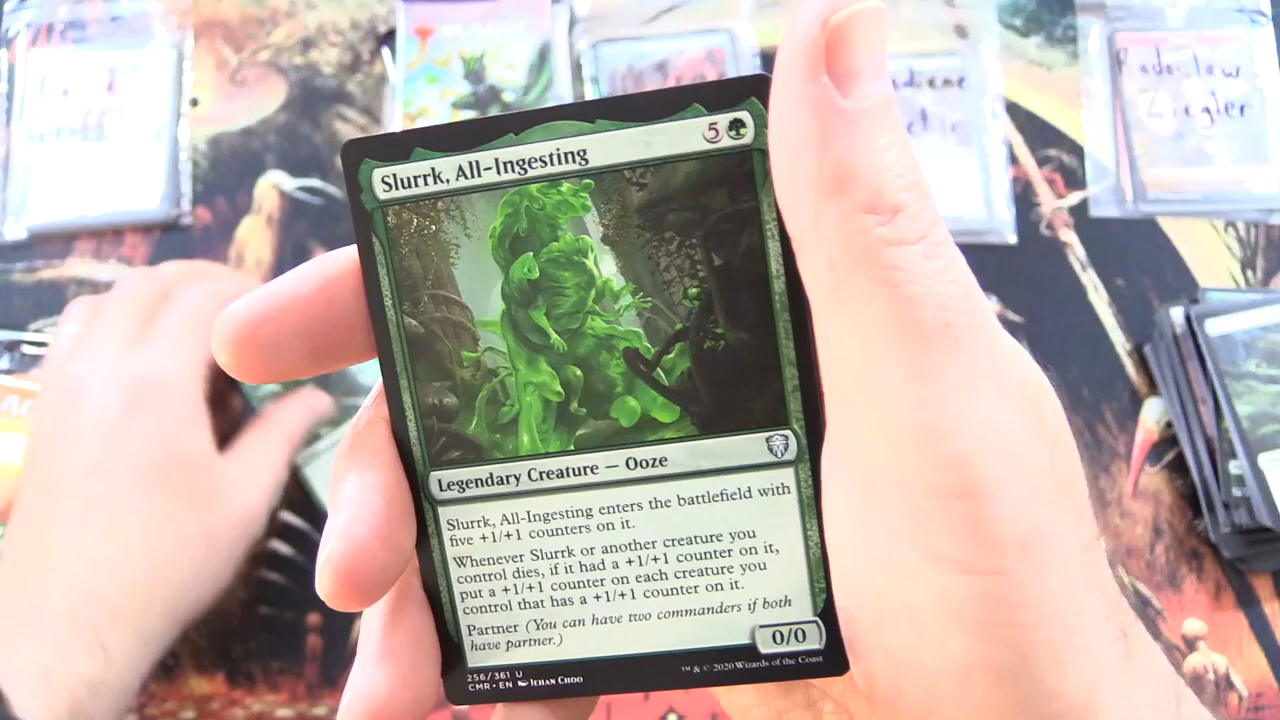 Radoslaw
Ziegler
Slurrk, All-Ingesting
5
Legendary Creature — Ooze
Slurrk, All-Ingesting enters the battlefield with
five +1/+1 counters on it.
Whenever Slurrk or another creature you
control dies, if it had a +1/+1 counter on it,
put a +1/+1 counter on each creature you
control that has a +1/+1 counter on it.
Partner (You can have two commanders if both
have partner.)
0/0
256/361 U
CMR • EN Jehan Choo
™ & © 2020 Wizards of the Coast